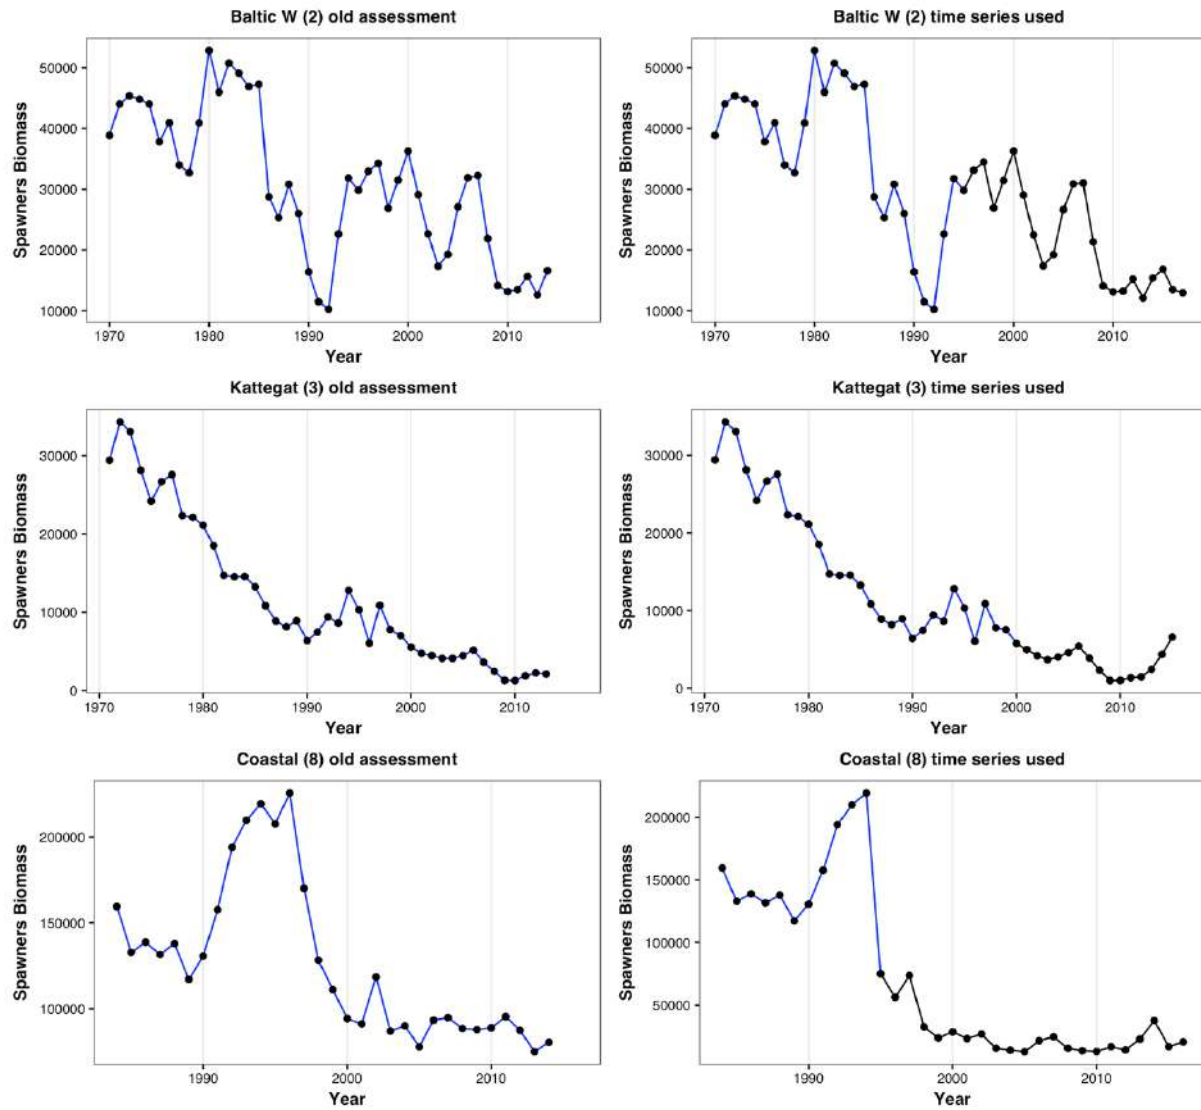 Baltic W (2) old assessment
Spawners Biomass
50000
40000
30000
20000
10000
1970 1980 1990 2000 2010
Year
Baltic W (2) time series used
Spawners Biomass
50000
40000
30000
20000
10000
1970 1980 1990 2000 2010
Year
Kattegat (3) old assessment
Spawners Biomass
30000
20000
10000
0
1970 1980 1990 2000 2010
Year
Kattegat (3) time series used
Spawners Biomass
30000
20000
10000
0
1970 1980 1990 2000 2010
Year
Coastal (8) old assessment
Spawners Biomass
200000
150000
100000
1990 2000 2010
Year
Coastal (8) time series used
Spawners Biomass
200000
150000
100000
50000
1990 2000 2010
Year